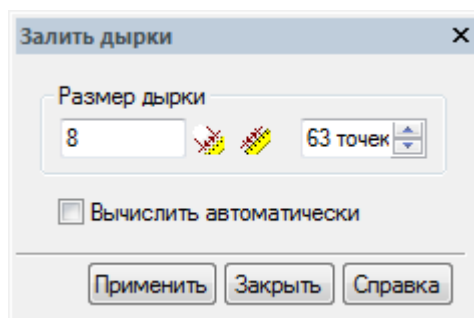 Залить дырки
Размер дырки
8 63 точек
Вычислить автоматически
Применить Закрыть Справка